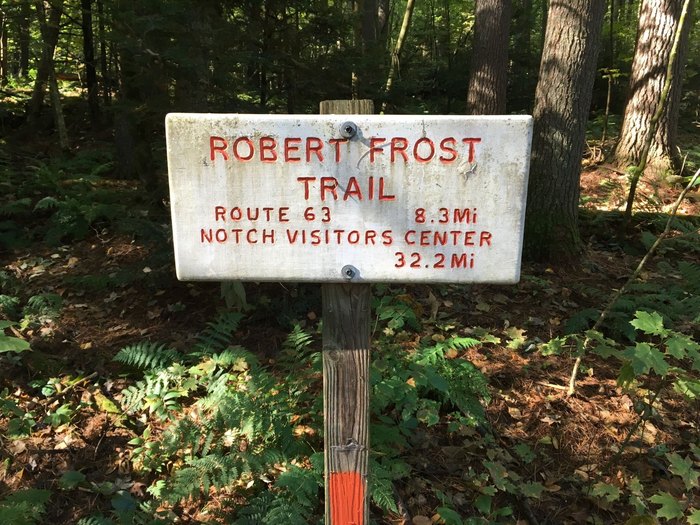 ROBERT FROST
TRAIL
ROUTE 63 8.3Mi
NOTCH VISITORS CENTER
32.2Mi